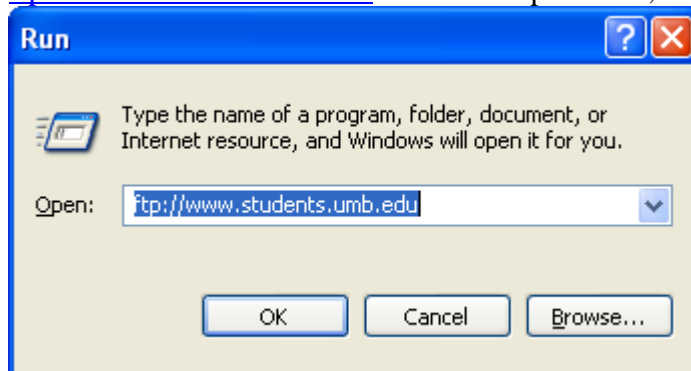 Run
Type the name of a program, folder, document, or
Internet resource, and Windows will open it for you.
Open:
ftp://www.students.umb.edu
OK
Cancel
Browse...